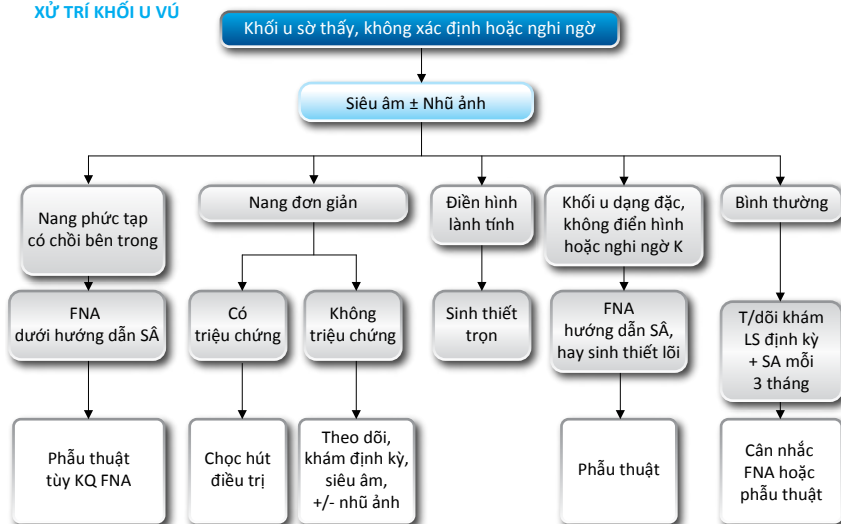 XỬ TRÍ KHỐI U VÚ
Khối u sờ thấy, không xác định hoặc nghi ngờ
Siêu âm ± Nhũ ảnh
Nang phức tạp
có chồi bên trong
Nang đơn giản
Điền hình
lành tính
Khối u dạng đặc,
không điển hình
hoặc nghi ngờ K
Bình thường
FNA
dưới hướng dẫn SÂ
Có
triệu chứng
Không
triệu chứng
Sinh thiết
trọn
FNA
hướng dẫn SÂ,
hay sinh thiết lõi
T/dõi khám
LS định kỳ
+ SA mỗi
3 tháng
Phẫu thuật
tùy KQ FNA
Chọc hút
điều trị
Theo dõi,
khám định kỳ,
siêu âm,
+/- nhũ ảnh
Phẫu thuật
Cân nhắc
FNA hoặc
phẫu thuật